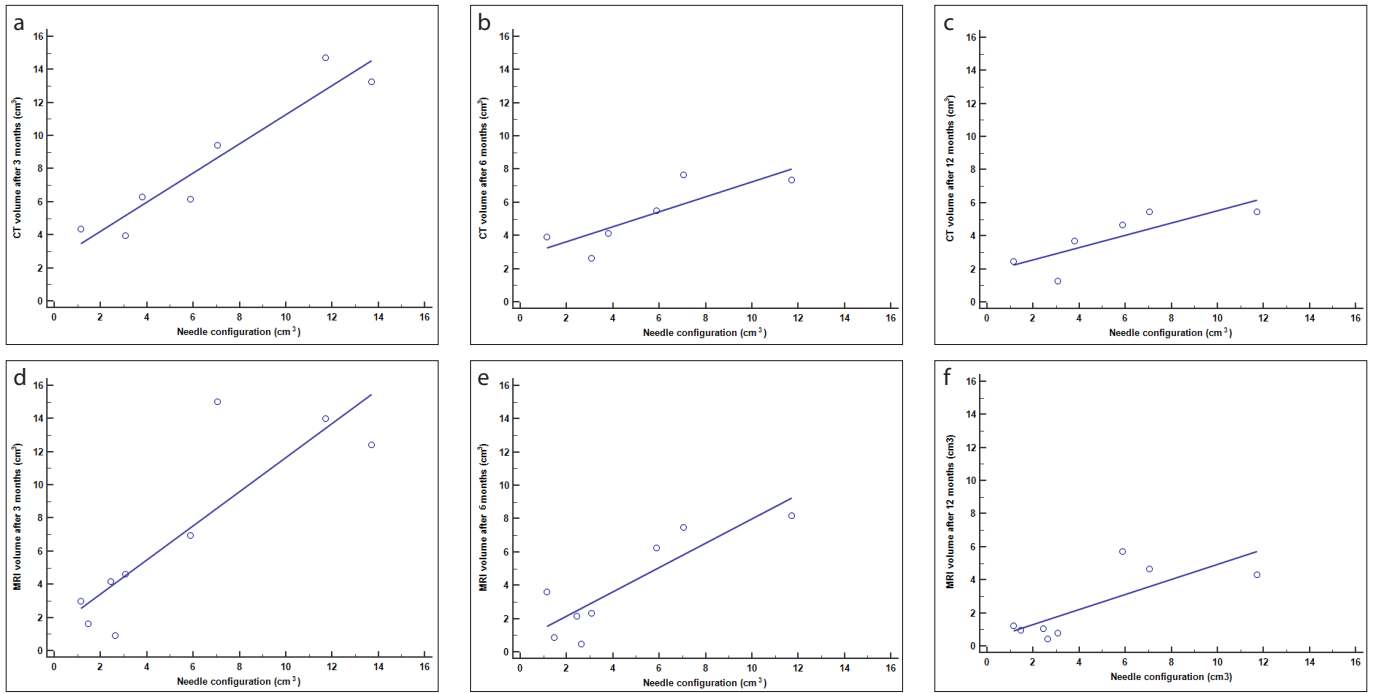 a
CT volume after 3 months (cm³)
16
14
12
10
8
6
4
2
0
0 2 4 6 8 10 12 14 16
Needle configuration (cm³)
b
CT volume after 6 months (cm³)
16
14
12
10
8
6
4
2
0
0 2 4 6 8 10 12 14 16
Needle configuration (cm³)
c
CT volume after 12 months (cm³)
16
14
12
10
8
6
4
2
0
0 2 4 6 8 10 12 14 16
Needle configuration (cm³)
d
MRI volume after 3 months (cm³)
16
14
12
10
8
6
4
2
0
0 2 4 6 8 10 12 14 16
Needle configuration (cm³)
e
MRI volume after 6 months (cm³)
16
14
12
10
8
6
4
2
0
0 2 4 6 8 10 12 14 16
Needle configuration (cm³)
f
MRI volume after 12 months (cm3)
16
14
12
10
8
6
4
2
0
0 2 4 6 8 10 12 14 16
Needle configuration (cm3)